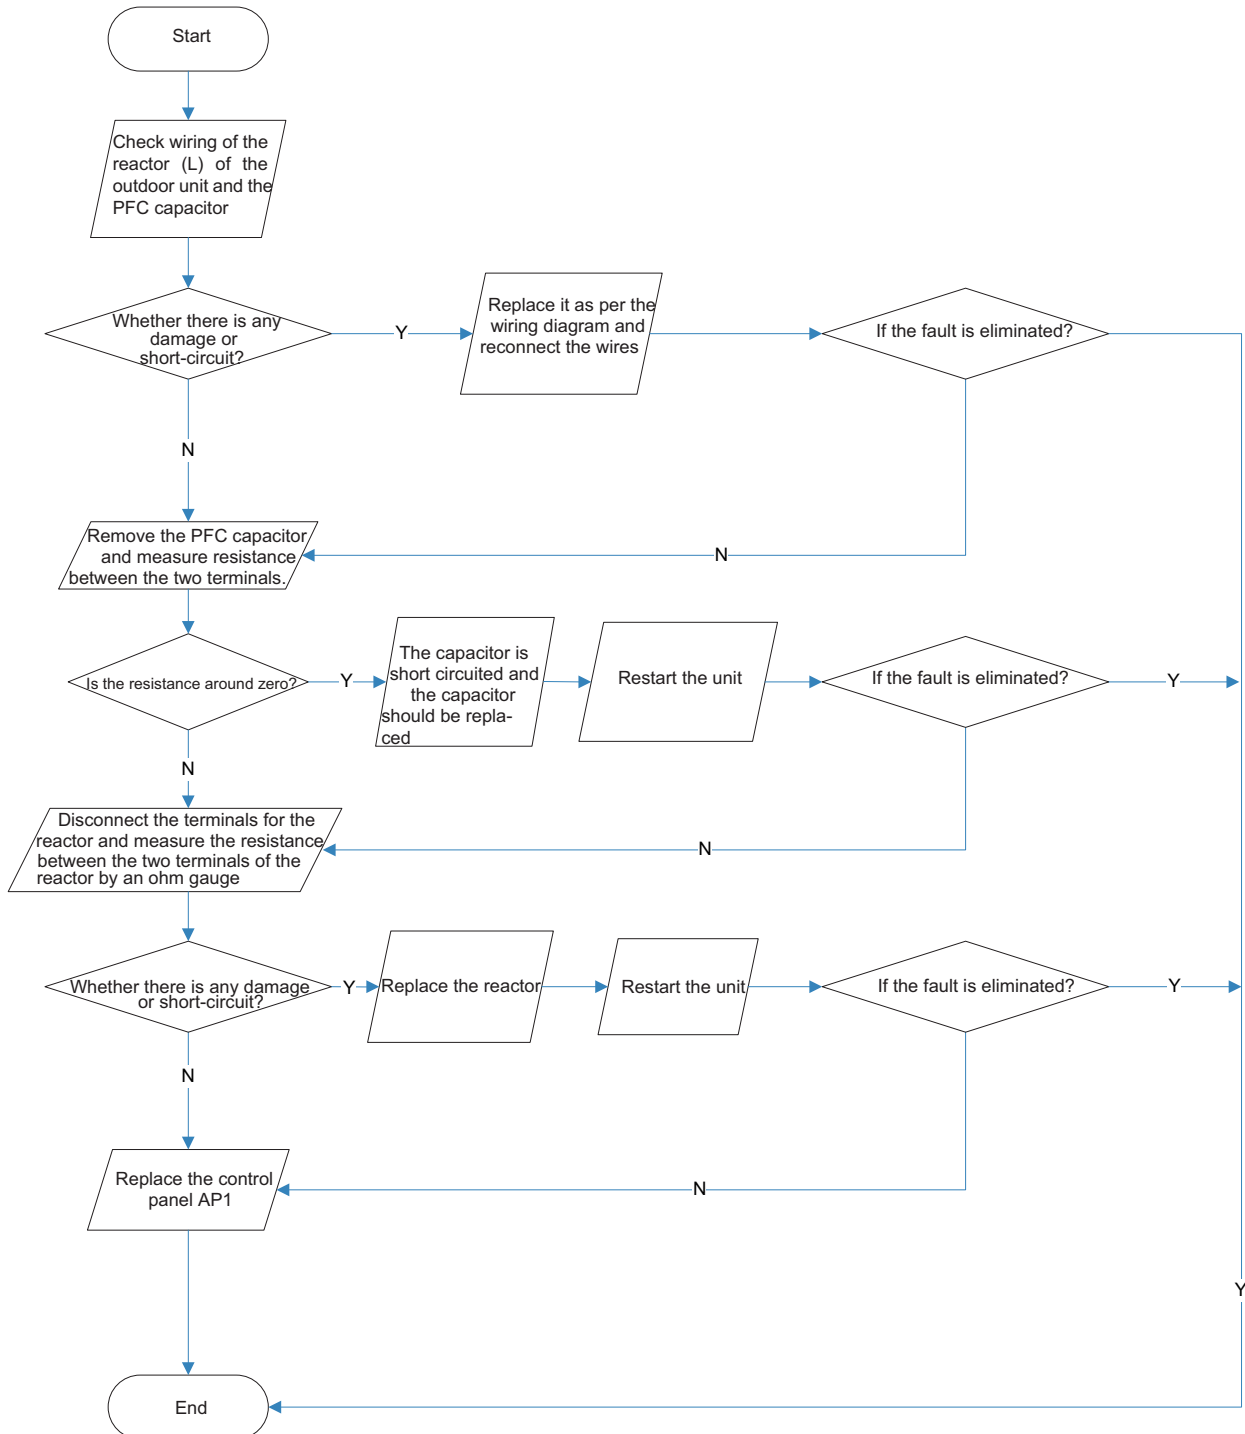 Start
Check wiring of the
reactor (L) of the
outdoor unit and the
PFC capacitor
Whether there is any
damage or
short-circuit?
Y
Replace it as per the
wiring diagram and
reconnect the wires
If the fault is eliminated?
N
Remove the PFC capacitor
and measure resistance
between the two terminals.
N
Is the resistance around zero?
Y
The capacitor is
short circuited and
the capacitor
should be repla-
ced
Restart the unit
If the fault is eliminated?
Y
N
Disconnect the terminals for the
reactor and measure the resistance
between the two terminals of the
reactor by an ohm gauge
N
Whether there is any damage
or short-circuit?
Y
Replace the reactor
Restart the unit
If the fault is eliminated?
Y
N
Replace the control
panel AP1
N
Y
End